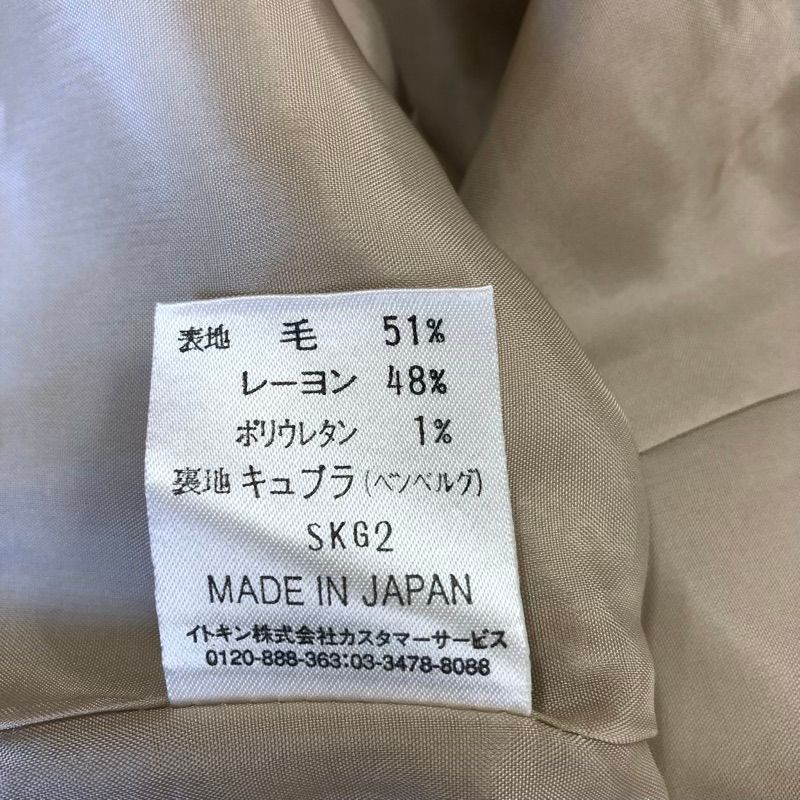 表地 毛 51%
レーヨン 48%
ポリウレタン 1%
裏地 キュプラ(ベンベルグ)
SKG2
MADE IN JAPAN
イトキン株式会社カスタマーサービス
0120-888-363:03-3478-8088